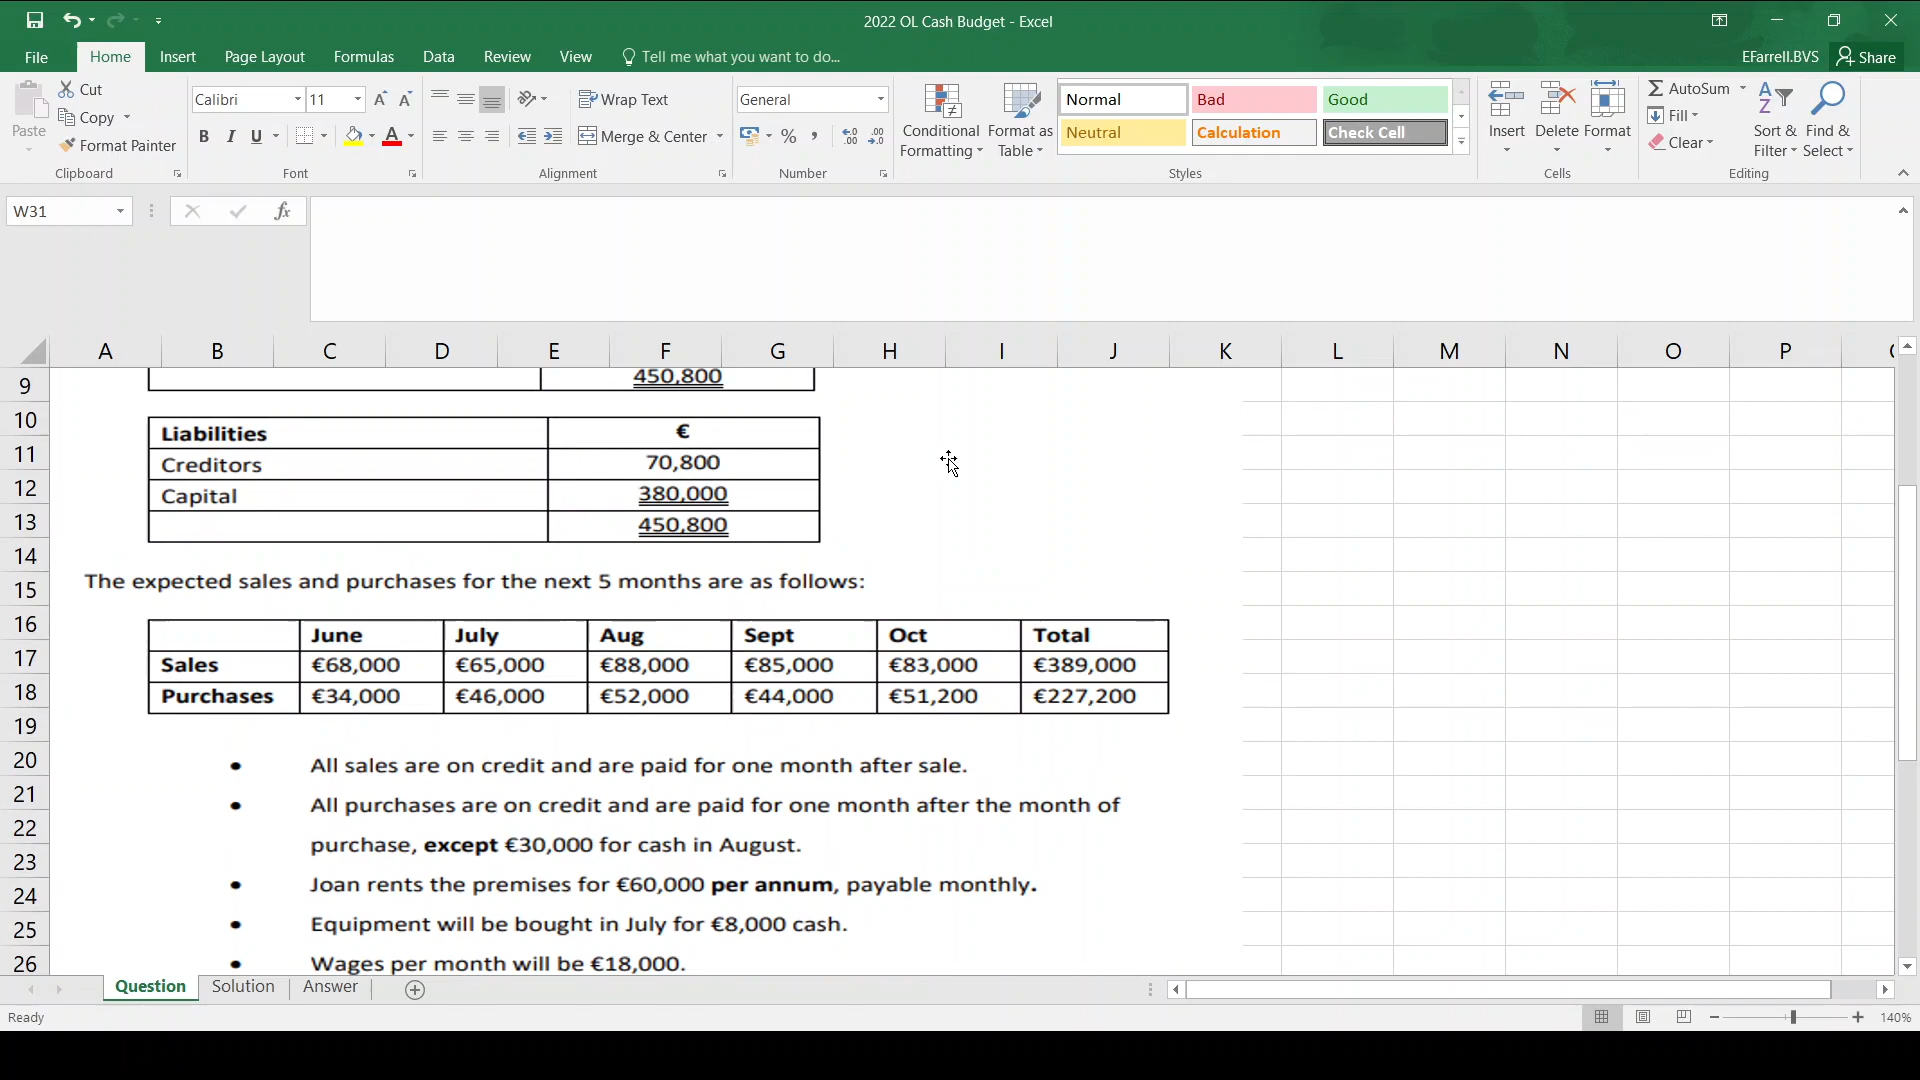 2022 OL Cash Budget - Excel
File Home Insert Page Layout Formulas Data Review View Tell me what you want to do... EFarrell.BVS Share
Paste Cut Copy Format Painter Clipboard
Calibri 11 A A B I U A Font
Wrap Text Merge & Center Alignment
General % , .00 Number
Conditional Formatting Format as Table
Normal Bad Good
Neutral Calculation Check Cell
Styles
Insert Delete Format Cells
AutoSum Fill Clear Sort & Filter Find & Select Editing
W31 fx
A B C D E F G H I J K L M N O P
9 450,800
10 Liabilities €
11 Creditors 70,800
12 Capital 380,000
13 450,800
14
15 The expected sales and purchases for the next 5 months are as follows:
16 June July Aug Sept Oct Total
17 Sales €68,000 €65,000 €88,000 €85,000 €83,000 €389,000
18 Purchases €34,000 €46,000 €52,000 €44,000 €51,200 €227,200
19
20 • All sales are on credit and are paid for one month after sale.
21 • All purchases are on credit and are paid for one month after the month of
22 purchase, except €30,000 for cash in August.
23
24 • Joan rents the premises for €60,000 per annum, payable monthly.
25 • Equipment will be bought in July for €8,000 cash.
26 • Wages per month will be €18,000.
Question Solution Answer
Ready 140%